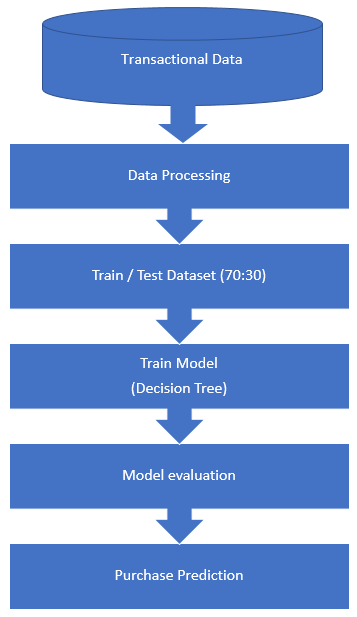 Transactional Data
Data Processing
Train / Test Dataset (70:30)
Train Model
(Decision Tree)
Model evaluation
Purchase Prediction